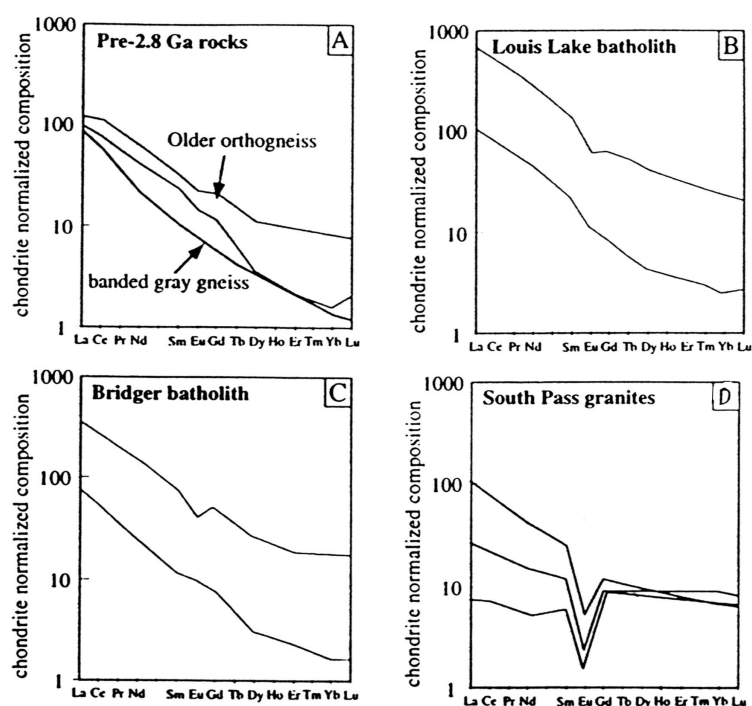 Pre-2.8 Ga rocks
A
chondrite normalized composition
1000
100
10
1
Older orthogneiss
banded gray gneiss
La Ce Pr Nd Sm Eu Gd Tb Dy Ho Er Tm Yb Lu
Louis Lake batholith
B
chondrite normalized composition
1000
100
10
1
La Ce Pr Nd Sm Eu Gd Tb Dy Ho Er Tm Yb Lu
Bridger batholith
C
chondrite normalized composition
1000
100
10
1
La Ce Pr Nd Sm Eu Gd Tb Dy Ho Er Tm Yb Lu
South Pass granites
D
chondrite normalized composition
1000
100
10
1
La Ce Pr Nd Sm Eu Gd Tb Dy Ho Er Tm Yb Lu